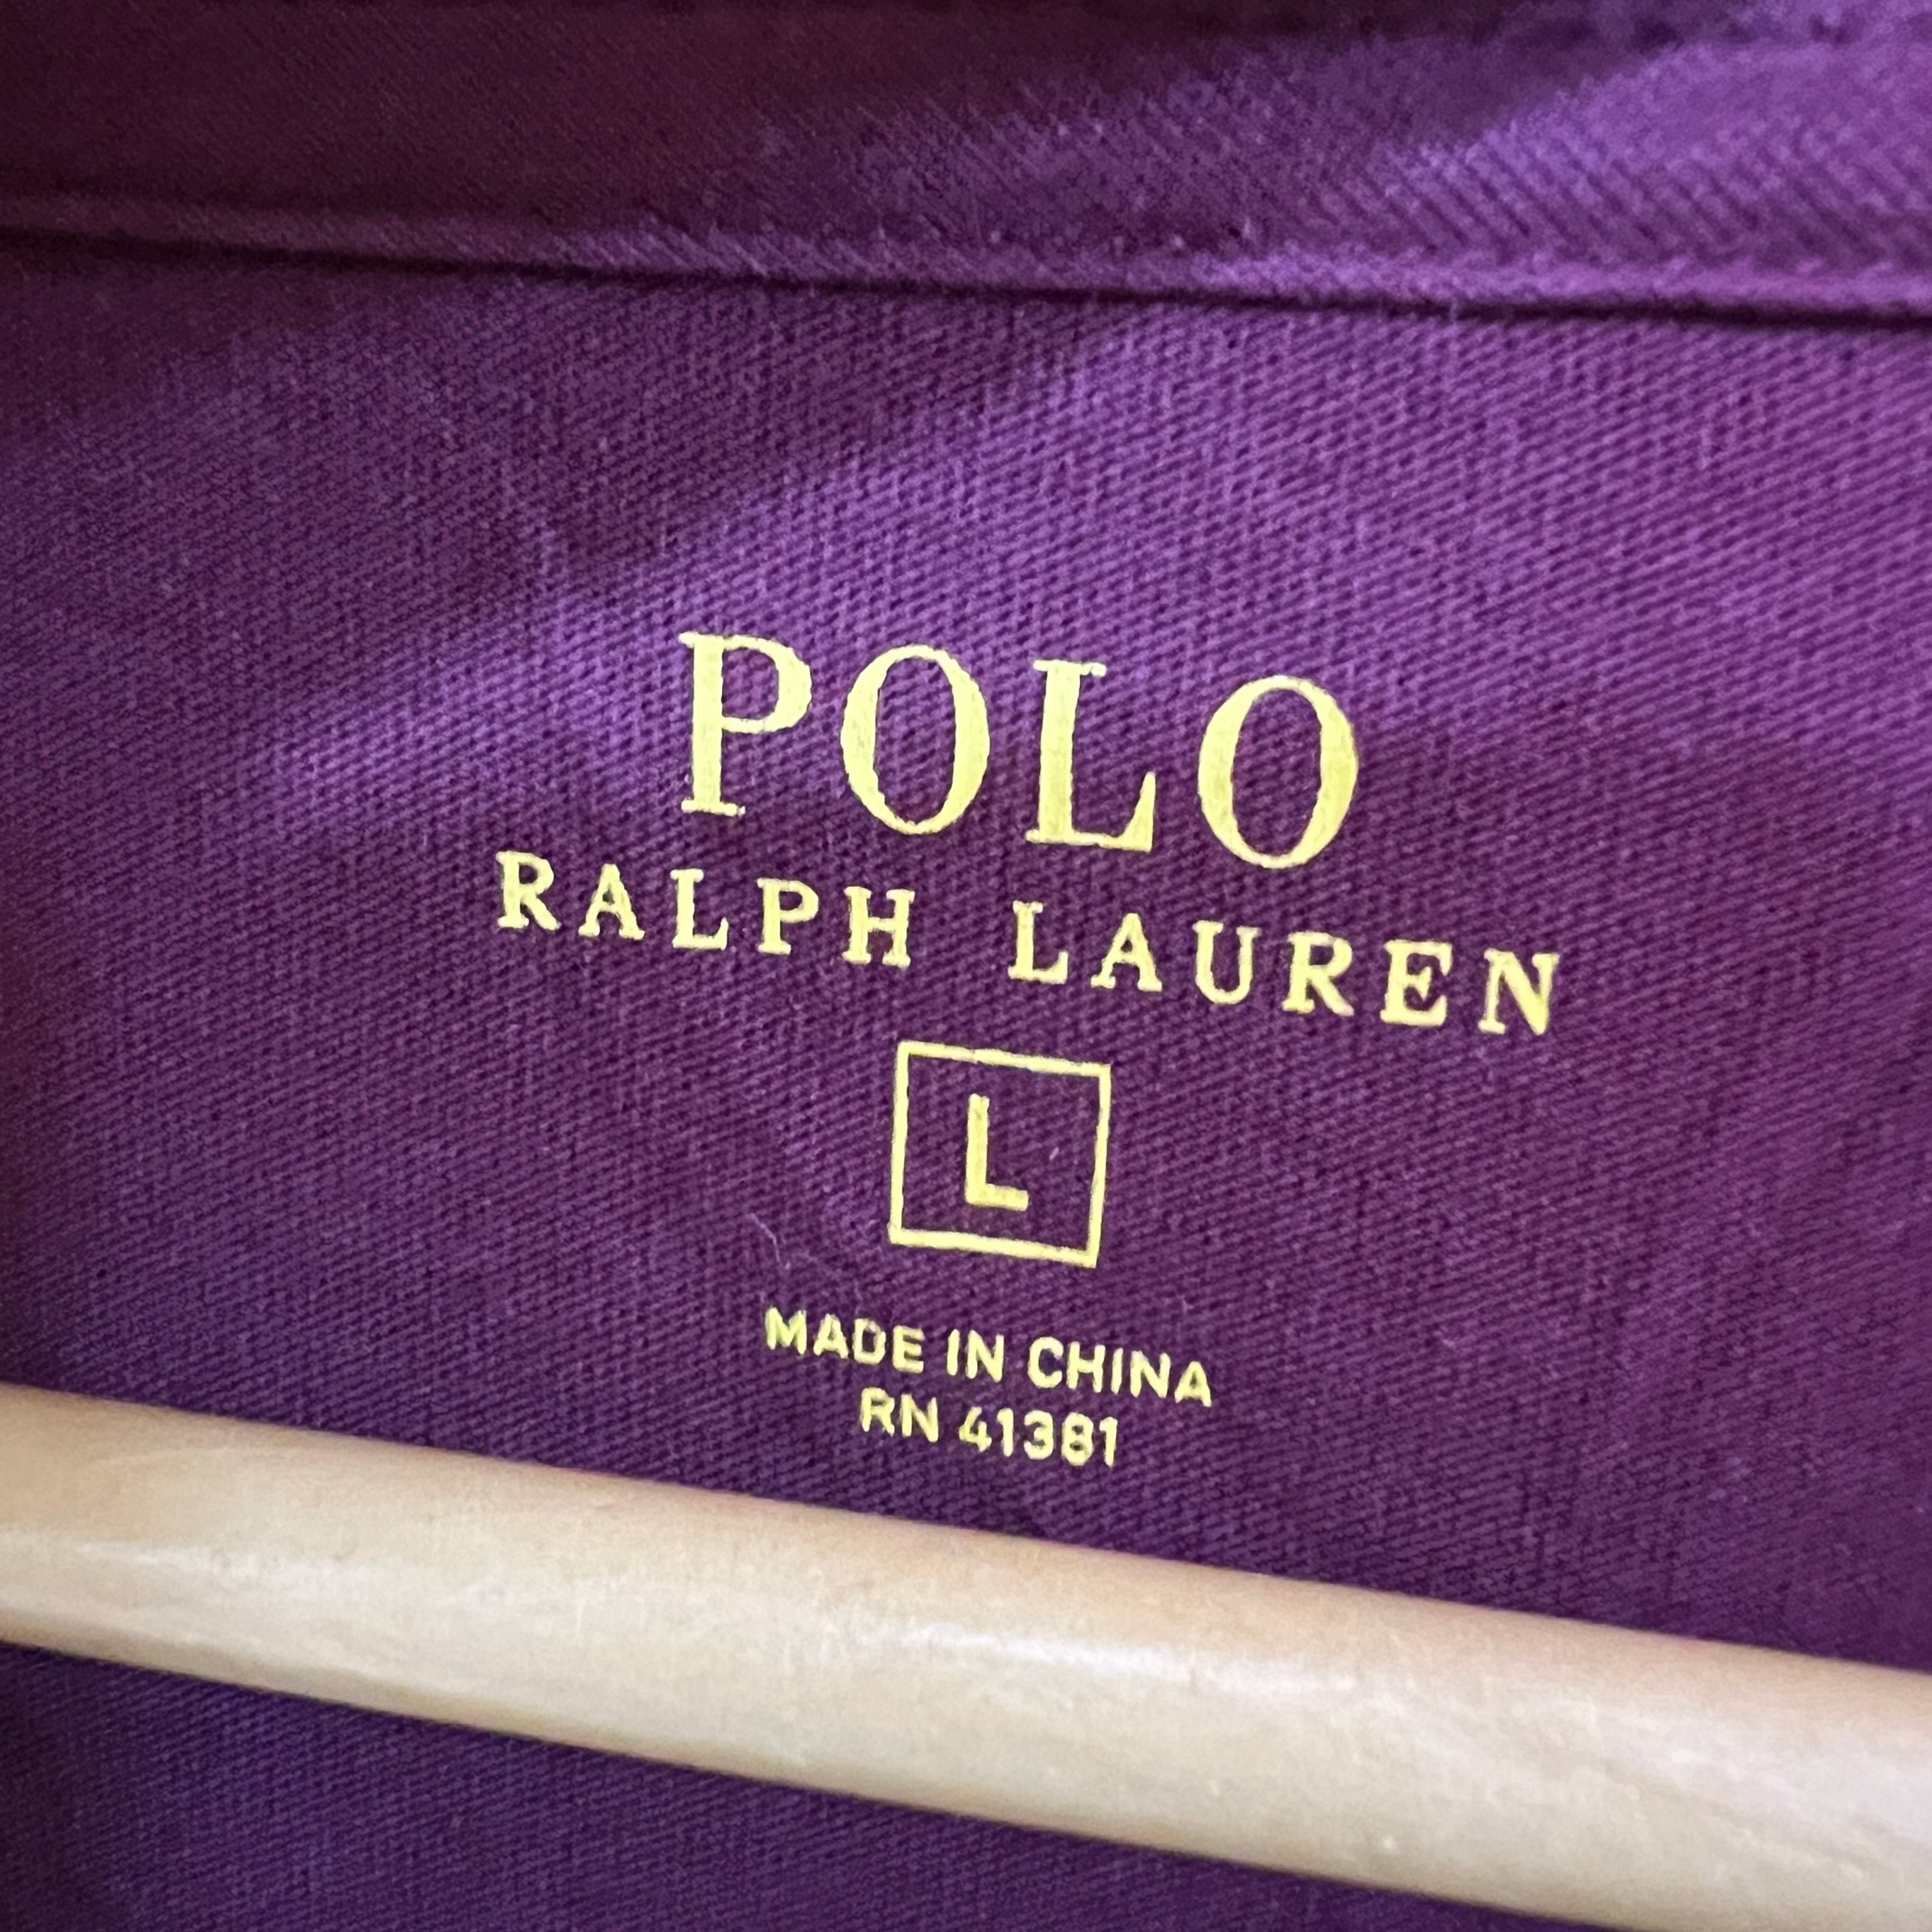 POLO
RALPH LAUREN
L
MADE IN CHINA
RN 41381